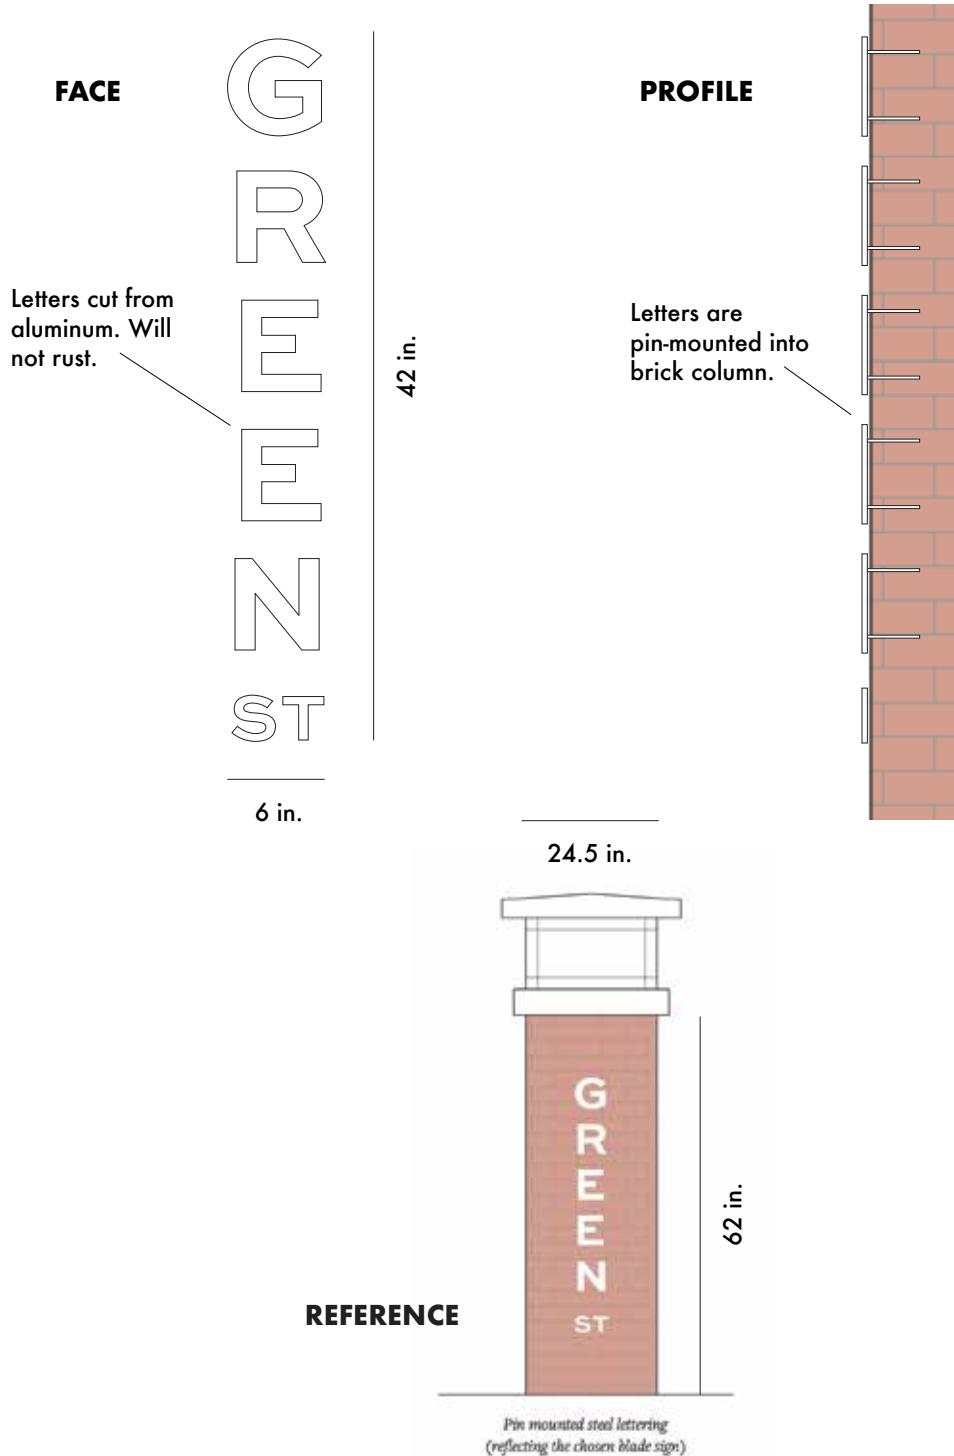 FACE
PROFILE
G
R
E
E
N
ST
Letters cut from
aluminum. Will
not rust.
42 in.
6 in.
Letters are
pin-mounted into
brick column.
24.5 in.
G
R
E
E
N
ST
62 in.
REFERENCE
Pin mounted steel lettering
(reflecting the chosen blade sign)